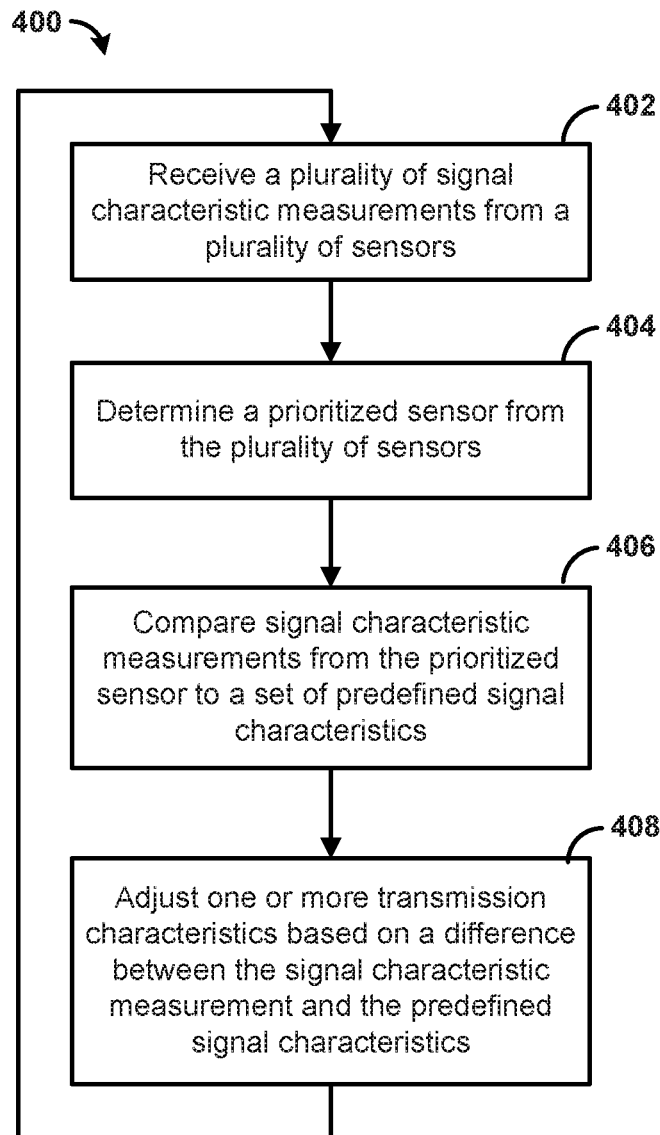 400
402
Receive a plurality of signal
characteristic measurements from a
plurality of sensors
404
Determine a prioritized sensor from
the plurality of sensors
406
Compare signal characteristic
measurements from the prioritized
sensor to a set of predefined signal
characteristics
408
Adjust one or more transmission
characteristics based on a difference
between the signal characteristic
measurement and the predefined
signal characteristics